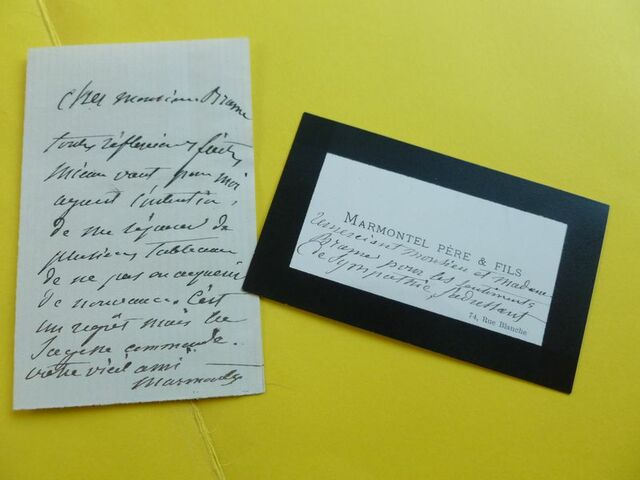 cher monsieur Brame
toutes réflexions faites
mieux vaut pour moi
ayant l'intention
de me séparer de
plusieurs tableaux
de ne pas en acquérir
de nouveaux. C'est
un regret mais la
sagesse commande.
votre vieil ami
Marmontel
MARMONTEL PÈRE & FILS
remerciant Monsieur et Madame
Brame pour les sentiments
de Sympathie
74, Rue Blanche